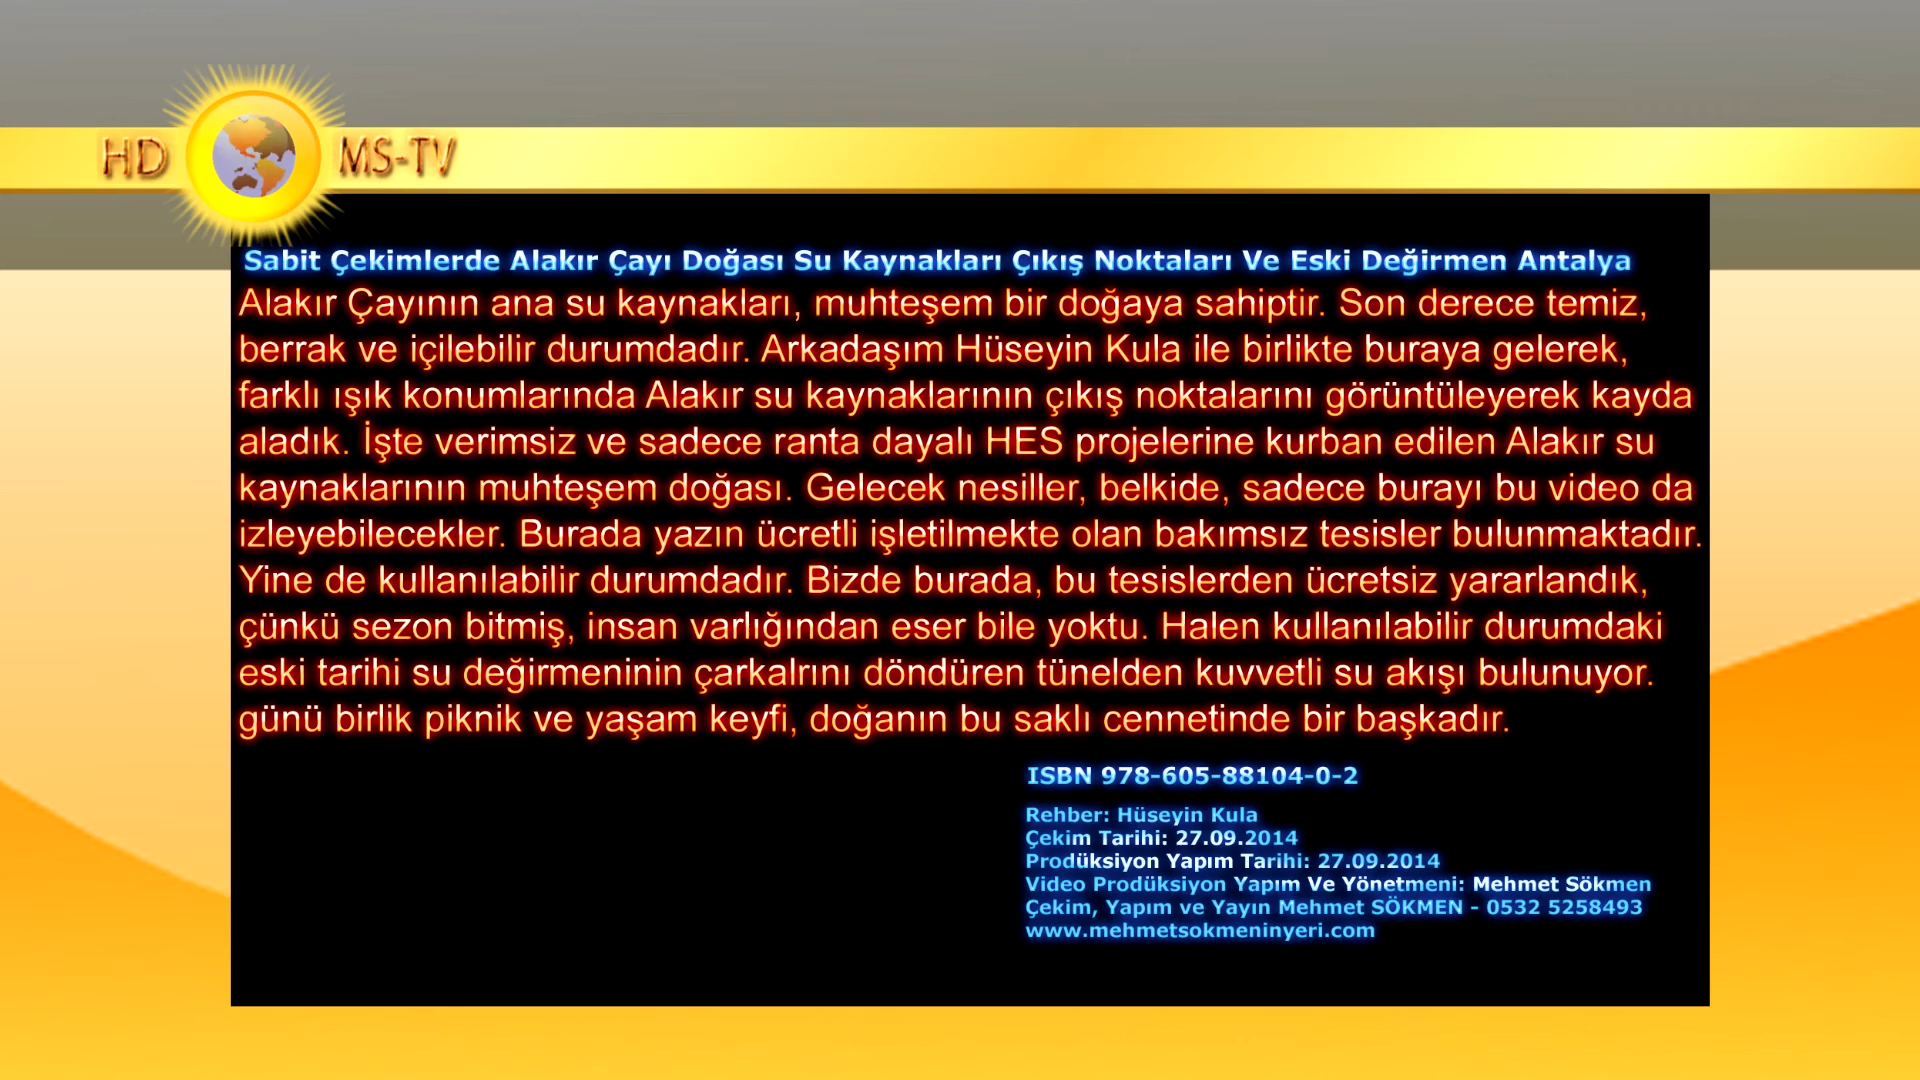 HD MS-TV
Sabit Çekimlerde Alakır Çayı Doğası Su Kaynakları Çıkış Noktaları Ve Eski Değirmen Antalya
Alakır Çayının ana su kaynakları, muhteşem bir doğaya sahiptir. Son derece temiz,
berrak ve içilebilir durumdadır. Arkadaşım Hüseyin Kula ile birlikte buraya gelerek,
farklı ışık konumlarında Alakır su kaynaklarının çıkış noktalarını görüntüleyerek kayda
aladık. İşte verimsiz ve sadece ranta dayalı HES projelerine kurban edilen Alakır su
kaynaklarının muhteşem doğası. Gelecek nesiller, belkide, sadece burayı bu video da
izleyebilecekler. Burada yazın ücretli işletilmekte olan bakımsız tesisler bulunmaktadır.
Yine de kullanılabilir durumdadır. Bizde burada, bu tesislerden ücretsiz yararlandık,
çünkü sezon bitmiş, insan varlığından eser bile yoktu. Halen kullanılabilir durumdaki
eski tarihi su değirmeninin çarkalrını döndüren tünelden kuvvetli su akışı bulunuyor.
günü birlik piknik ve yaşam keyfi, doğanın bu saklı cennetinde bir başkadır.
ISBN 978-605-88104-0-2
Rehber: Hüseyin Kula
Çekim Tarihi: 27.09.2014
Prodüksiyon Yapım Tarihi: 27.09.2014
Video Prodüksiyon Yapım Ve Yönetmeni: Mehmet Sökmen
Çekim, Yapım ve Yayın Mehmet SÖKMEN - 0532 5258493
www.mehmetsokmeninyeri.com